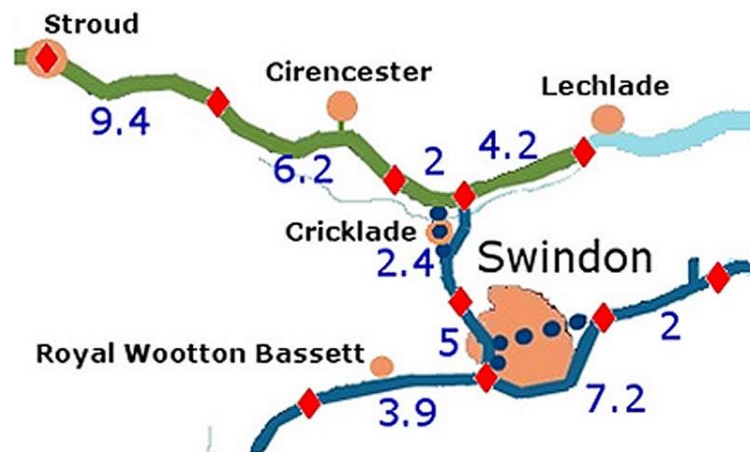 Stroud
Cirencester
Lechlade
9.4
6.2
2
4.2
Cricklade
2.4
Swindon
Royal Wootton Bassett
5
2
3.9
7.2